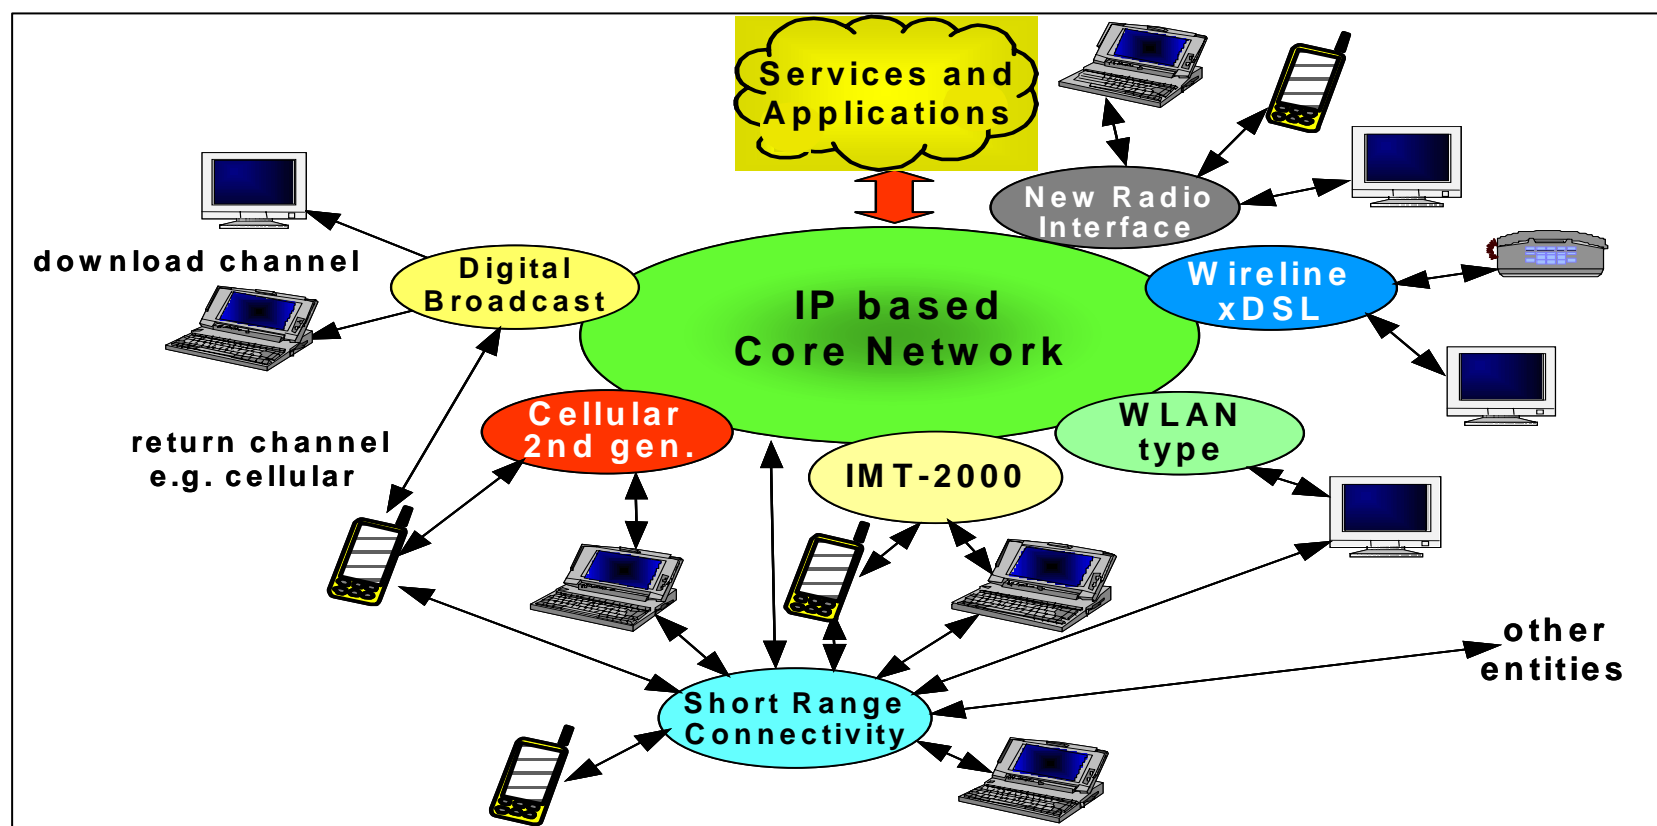 Services and
Applications
New Radio
Interface
download channel
Digital
Broadcast
IP based
Core Network
Wireline
xDSL
return channel
e.g. cellular
Cellular
2nd gen.
IMT-2000
WLAN
type
other
entities
Short Range
Connectivity